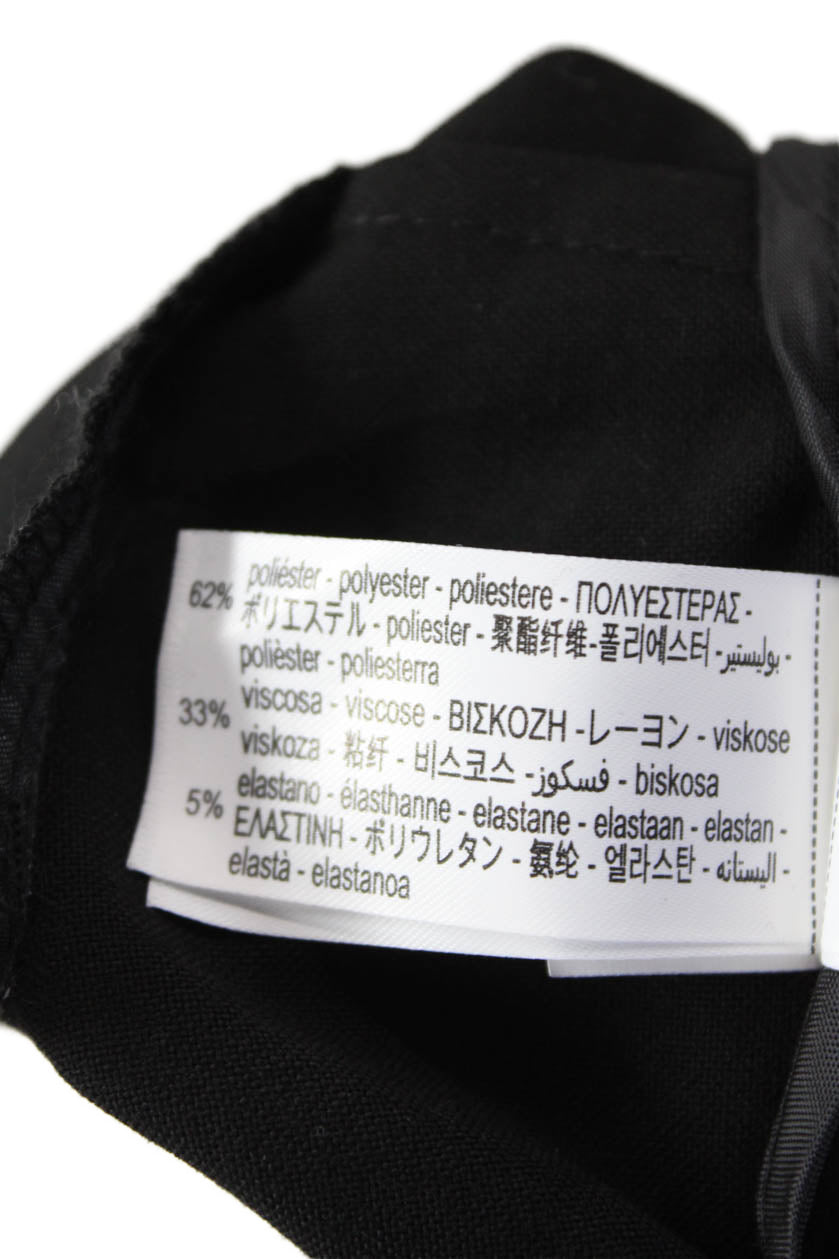 62% poliéster - polyester - poliestere - ΠΟΛΥΕΣΤΕΡΑΣ -
ポリエステル - poliester - 聚酯纤维-폴리에스터 -بوليستير -
polièster - poliesterra
33% viscosa - viscose - ΒΙΣΚΟΖΗ -レーヨン - viskose
viskoza - 粘纤 - 비스코스 -فسكوز - biskosa
5% elastano - élasthanne - elastane - elastaan - elastan -
ΕΛΑΣΤΙΝΗ - ポリウレタン - 氨纶 - 엘라스탄 - اليستانه -
elastà - elastanoa